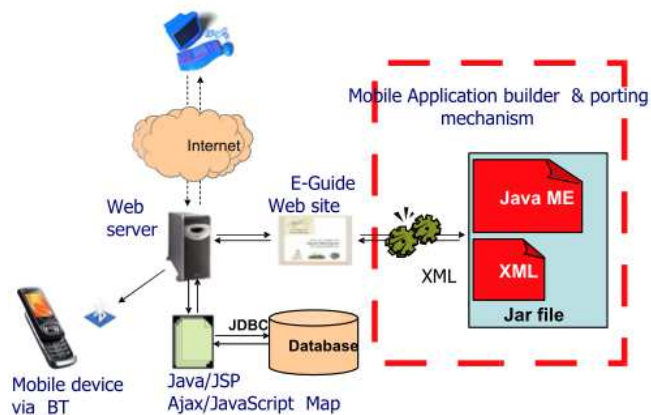 Mobile Application builder & porting
mechanism
Internet
E-Guide
Web site
Web
server
Java ME
XML
XML
Jar file
JDBC
Database
Mobile device
via BT
Java/JSP
Ajax/JavaScript Map